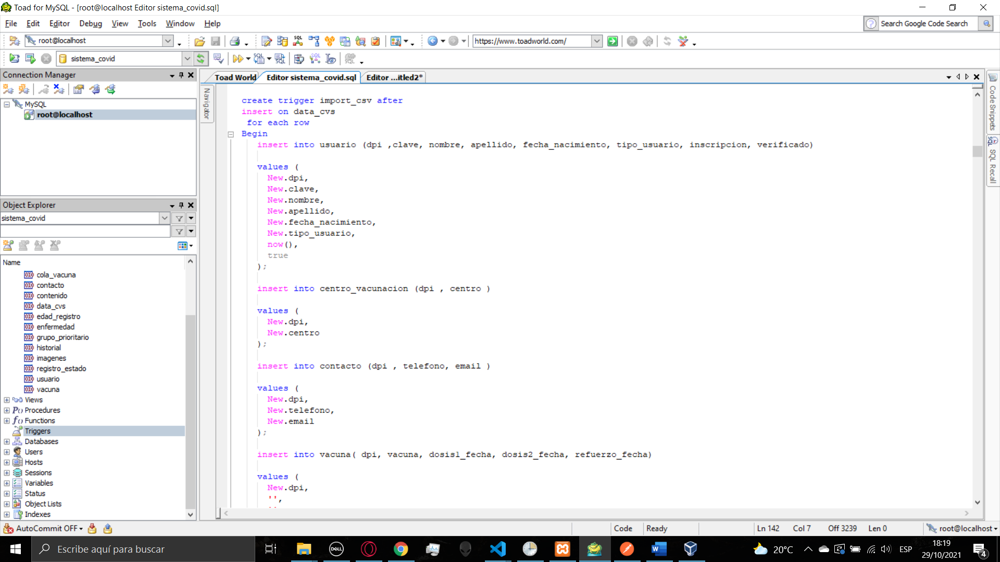 Toad for MySQL - [root@localhost Editor sistema_covid.sql]
File Edit Editor Debug View Tools Window Help
Search Google Code Search
root@localhost
https://www.toadworld.com/
sistema_covid
Connection Manager
MySQL
root@localhost
Object Explorer
sistema_covid
Name
cola_vacuna
contacto
contenido
data_cvs
edad_registro
enfermedad
grupo_prioritario
historial
imagenes
registro_estado
usuario
vacuna
Views
Procedures
Functions
Triggers
Databases
Users
Hosts
Sessions
Variables
Status
Object Lists
Indexes
Toad World
Editor sistema_covid.sql
Editor ...itled2*
Navigator
create trigger import_csv after
insert on data_cvs
for each row
Begin
insert into usuario (dpi ,clave, nombre, apellido, fecha_nacimiento, tipo_usuario, inscripcion, verificado)
values (
New.dpi,
New.clave,
New.nombre,
New.apellido,
New.fecha_nacimiento,
New.tipo_usuario,
now(),
true
);
insert into centro_vacunacion (dpi , centro )
values (
New.dpi,
New.centro
);
insert into contacto (dpi , telefono, email )
values (
New.dpi,
New.telefono,
New.email
);
insert into vacuna( dpi, vacuna, dosis1_fecha, dosis2_fecha, refuerzo_fecha)
values (
New.dpi,
'',
Code Snippets
SQL Recall
AutoCommit OFF
Code
Ready
Ln 142 Col 7 Off 3239 Len 0
root@localhost
Escribe aquí para buscar
DELL
20°C
ESP
18:19
29/10/2021
4